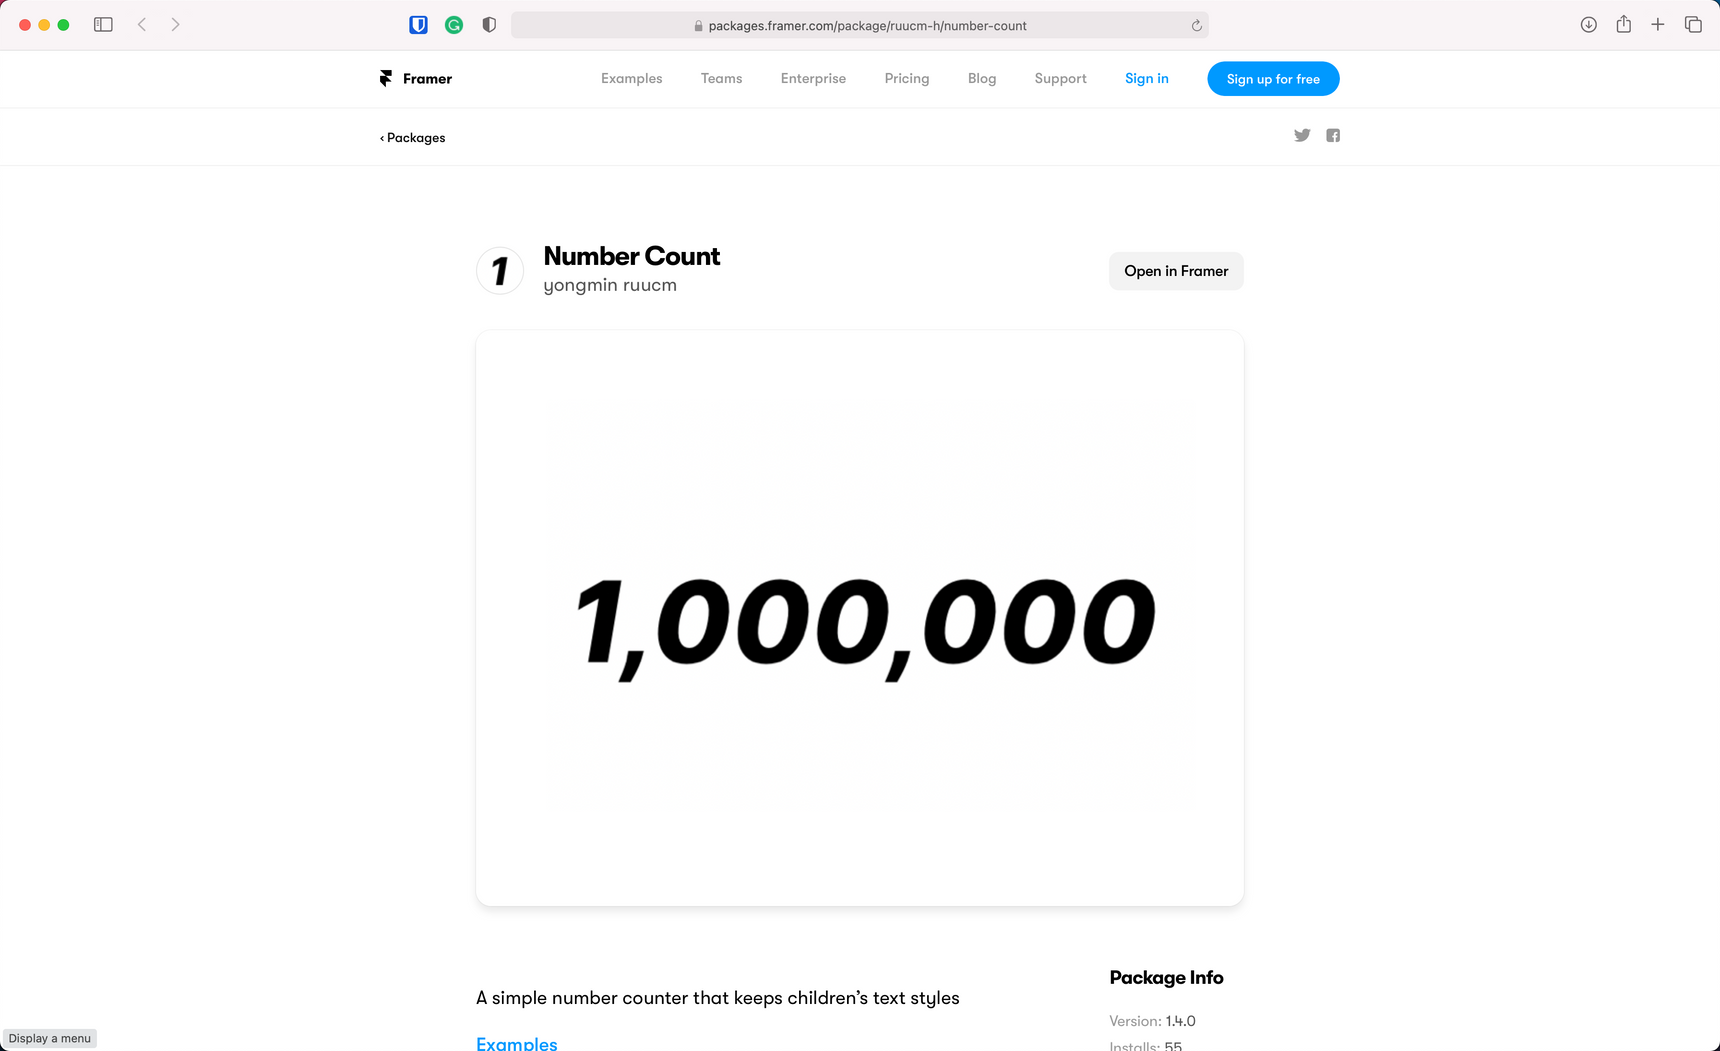 packages.framer.com/package/ruucm-h/number-count
Framer
Examples
Teams
Enterprise
Pricing
Blog
Support
Sign in
Sign up for free
‹ Packages
1
Number Count
yongmin ruucm
Open in Framer
1,000,000
A simple number counter that keeps children’s text styles
Examples
Package Info
Version: 1.4.0
Installs: 55
Display a menu